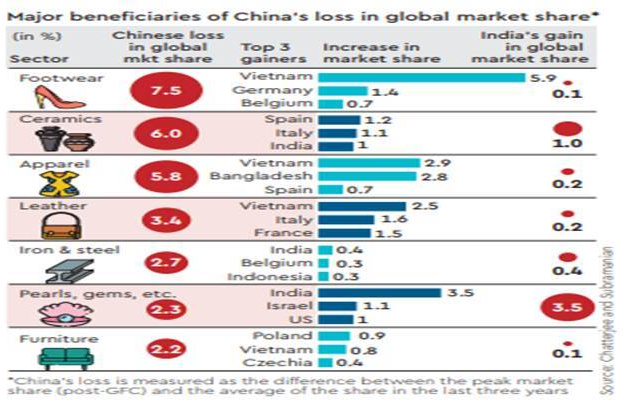 Major beneficiaries of China's loss in global market share*
(in %)
Sector
Chinese loss
in global
mkt share
Top 3
gainers
Increase in
market share
India's gain
in global
market share
Footwear
7.5
Vietnam 5.9
Germany 1.4
Belgium 0.7
0.1
Ceramics
6.0
Spain 1.2
Italy 1.1
India 1
1.0
Apparel
5.8
Vietnam 2.9
Bangladesh 2.8
Spain 0.7
0.2
Leather
3.4
Vietnam 2.5
Italy 1.6
France 1.5
0.2
Iron & steel
2.7
India 0.4
Belgium 0.3
Indonesia 0.3
0.4
Pearls, gems, etc.
2.3
India 3.5
Israel 1.1
US 1
3.5
Furniture
2.2
Poland 0.9
Vietnam 0.8
Czechia 0.4
0.1
*China's loss is measured as the difference between the peak market
share (post-GFC) and the average of the share in the last three years
Source: Chatterjee and Subramanian